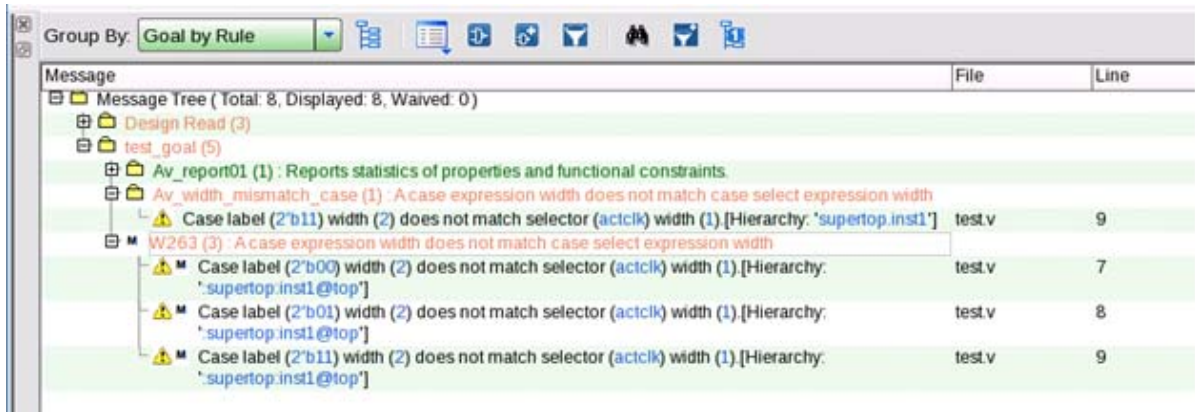 Group By: Goal by Rule
Message File Line
Message Tree ( Total: 8, Displayed: 8, Waived: 0 )
Design Read (3)
test_goal (5)
Av_report01 (1) : Reports statistics of properties and functional constraints.
Av_width_mismatch_case (1) : A case expression width does not match case select expression width
Case label (2'b11) width (2) does not match selector (actclk) width (1).[Hierarchy: 'supertop.inst1'] test.v 9
M W263 (3) : A case expression width does not match case select expression width
M Case label (2'b00) width (2) does not match selector (actclk) width (1).[Hierarchy: test.v 7
':supertop:inst1@top']
M Case label (2'b01) width (2) does not match selector (actclk) width (1).[Hierarchy: test.v 8
':supertop:inst1@top']
M Case label (2'b11) width (2) does not match selector (actclk) width (1).[Hierarchy: test.v 9
':supertop:inst1@top']